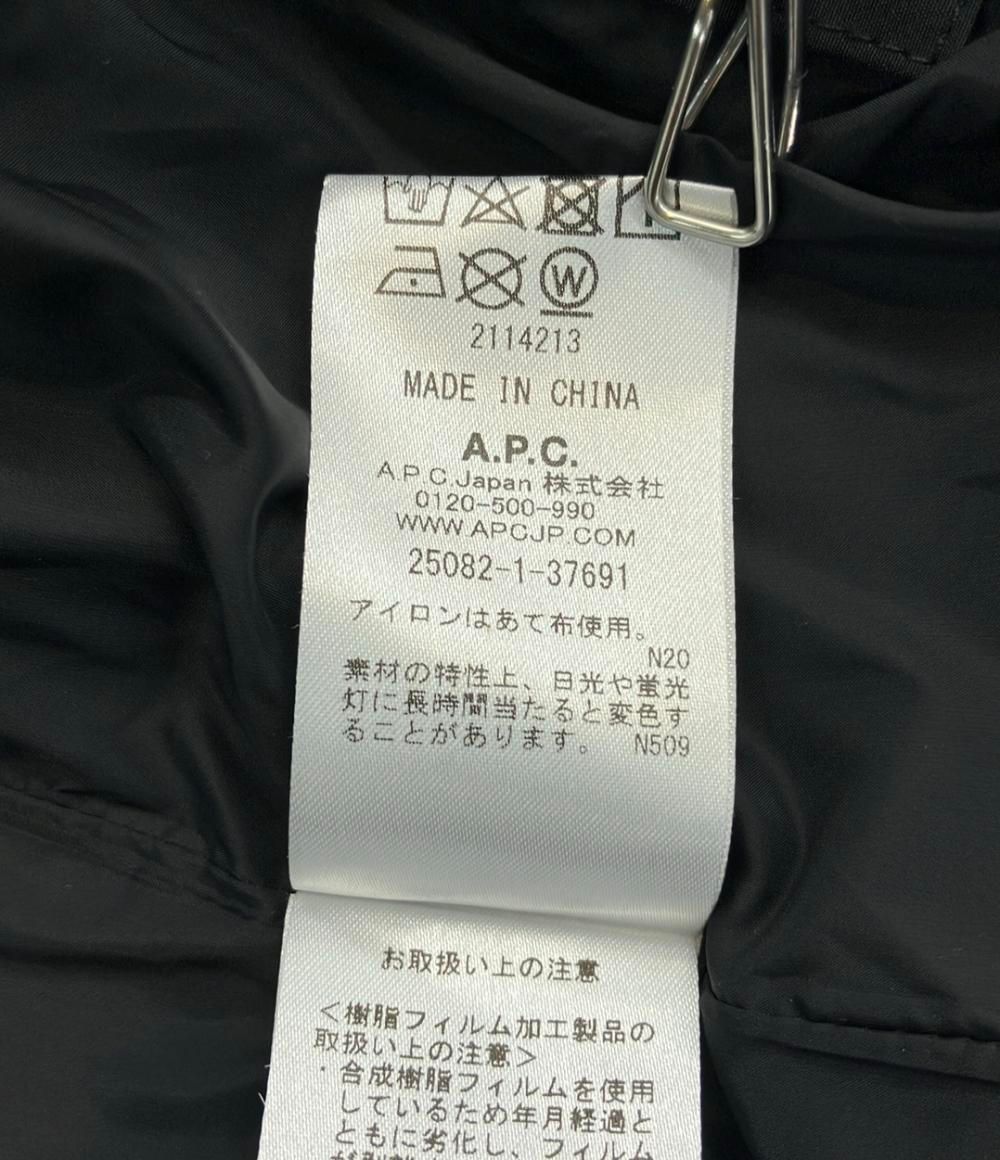 W
2114213
MADE IN CHINA
A.P.C.
A.P.C.Japan 株式会社
0120-500-990
WWW.APCJP.COM
25082-1-37691
アイロンはあて布使用。
N20
素材の特性上、日光や蛍光
灯に長時間当たると変色す
ることがあります。 N509
お取扱い上の注意
＜樹脂フィルム加工製品の
取扱い上の注意＞
・合成樹脂フィルムを使用
しているため年月経過と
ともに劣化し、フィルム